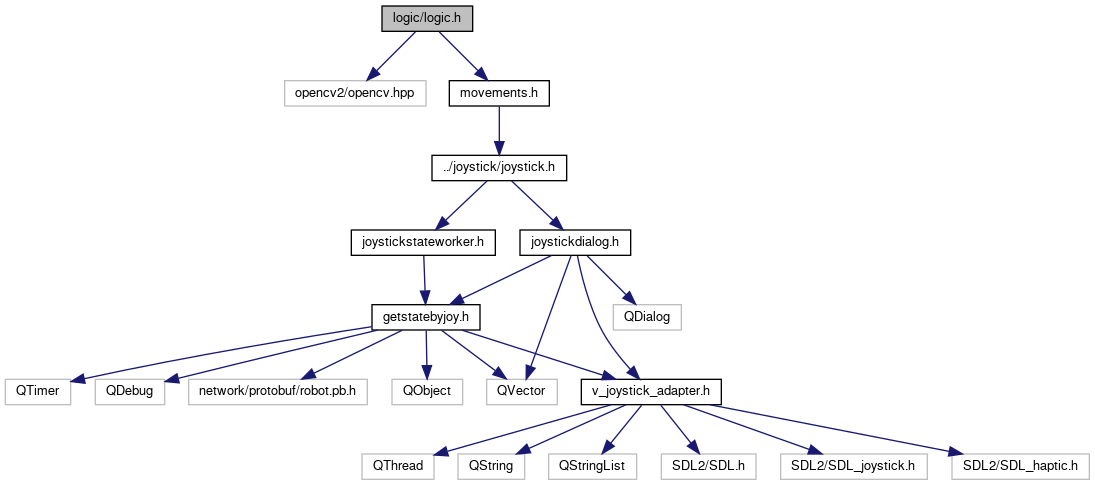 logic/logic.h
opencv2/opencv.hpp
movements.h
../joystick/joystick.h
joystickstateworker.h
joystickdialog.h
getstatebyjoy.h
QDialog
QTimer
QDebug
network/protobuf/robot.pb.h
QObject
QVector
v_joystick_adapter.h
QThread
QString
QStringList
SDL2/SDL.h
SDL2/SDL_joystick.h
SDL2/SDL_haptic.h